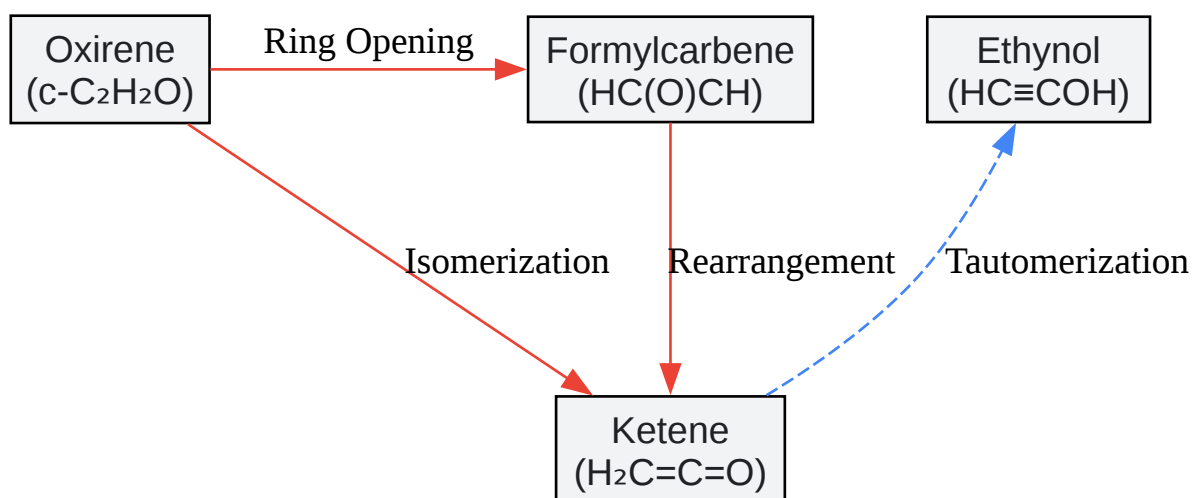 Oxirene
(c-C₂H₂O)
Ring Opening
Formylcarbene
(HC(O)CH)
Ethynol
(HC≡COH)
Isomerization
Rearrangement
Tautomerization
Ketene
(H₂C=C=O)